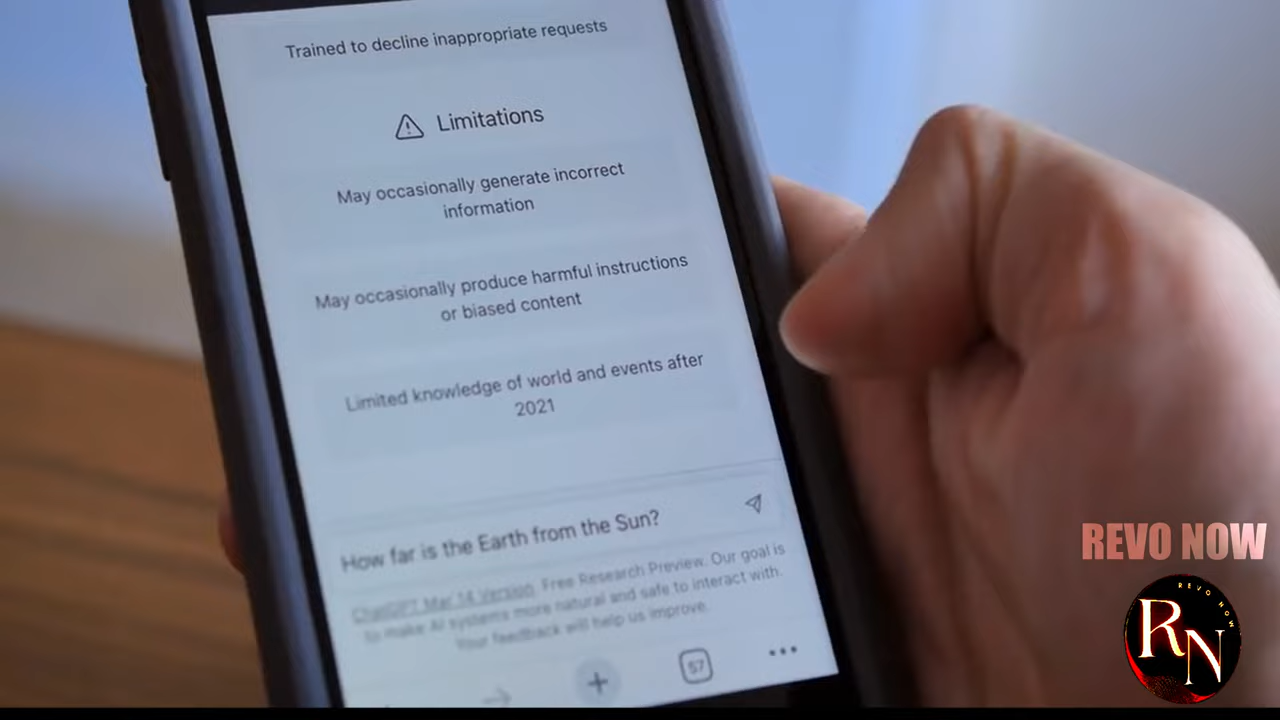 Trained to decline inappropriate requests
Limitations
May occasionally generate incorrect
information
May occasionally produce harmful instructions
or biased content
Limited knowledge of world and events after
2021
How far is the Earth from the Sun?
ChatGPT Mar 14 Version. Free Research Preview. Our goal is
to make AI systems more natural and safe to interact with.
Your feedback will help us improve.
57
REVO NOW
REVO NOW
RN